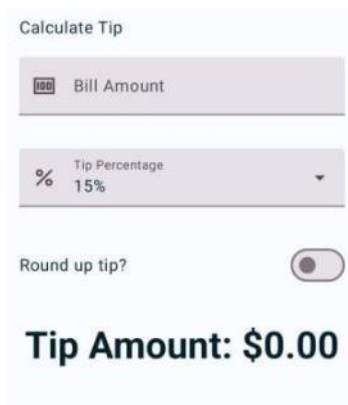 Calculate Tip
Bill Amount
Tip Percentage
15%
Round up tip?
Tip Amount: $0.00